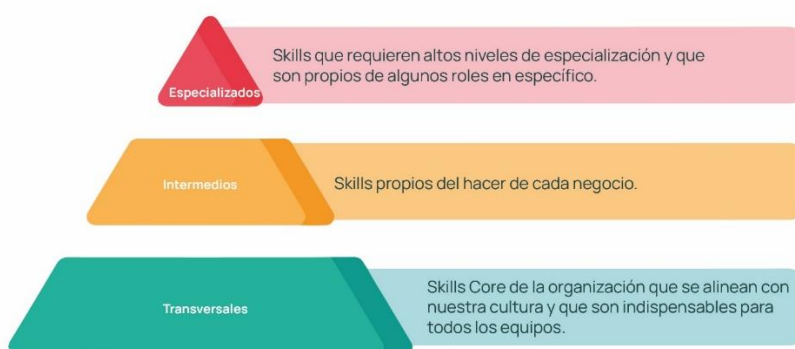 Skills que requieren altos niveles de especialización y que
son propios de algunos roles en específico.
Especializados
Intermedios
Skills propios del hacer de cada negocio.
Skills Core de la organización que se alinean con
nuestra cultura y que son indispensables para
todos los equipos.
Transversales